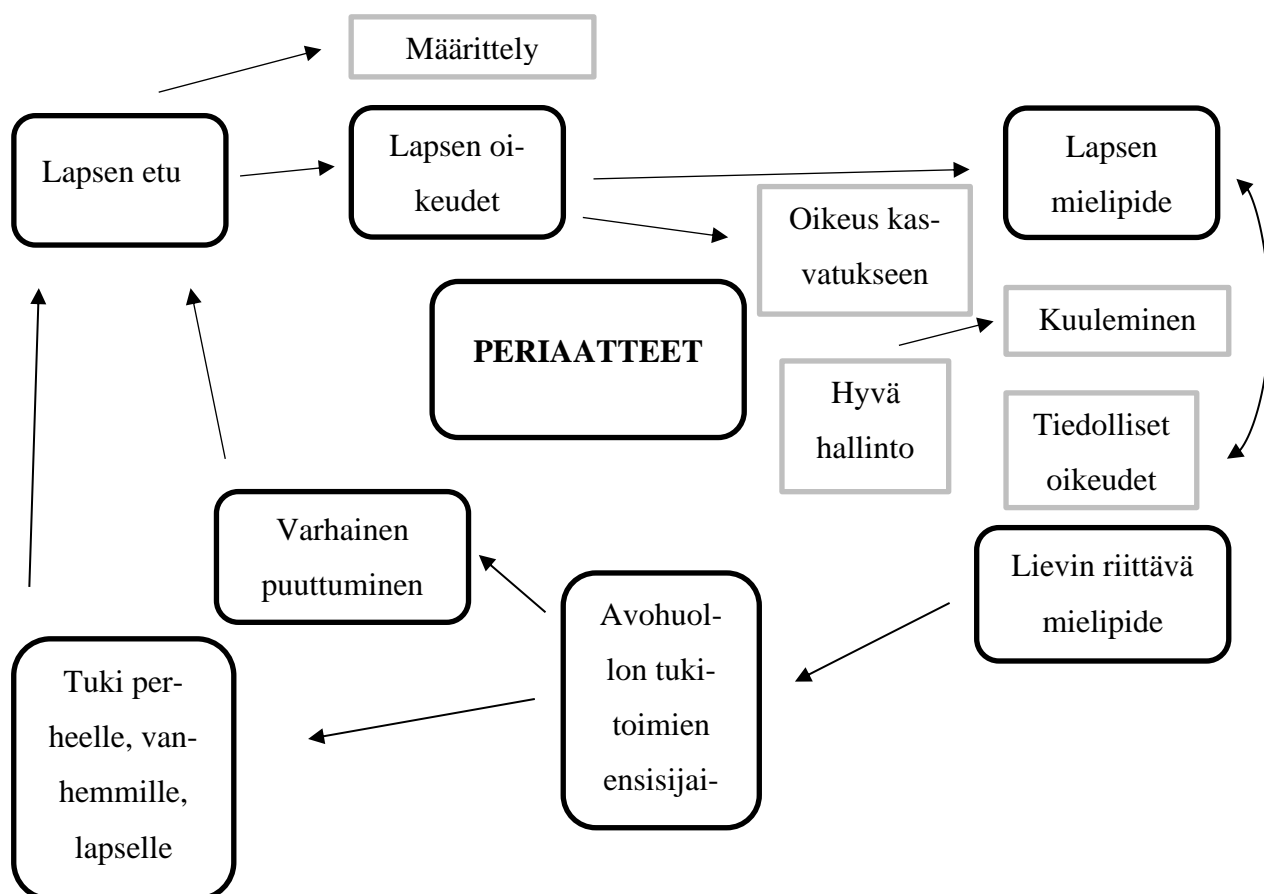 Määrittely
Lapsen etu
Lapsen oi-
keudet
Lapsen
mielipide
Oikeus kas-
vatukseen
PERIAATTEET
Kuuleminen
Hyvä
hallinto
Tiedolliset
oikeudet
Varhainen
puuttuminen
Lievin riittävä
mielipide
Avohuol-
lon tuki-
toimien
ensisijai-
Tuki per-
heelle, van-
hemmille,
lapselle